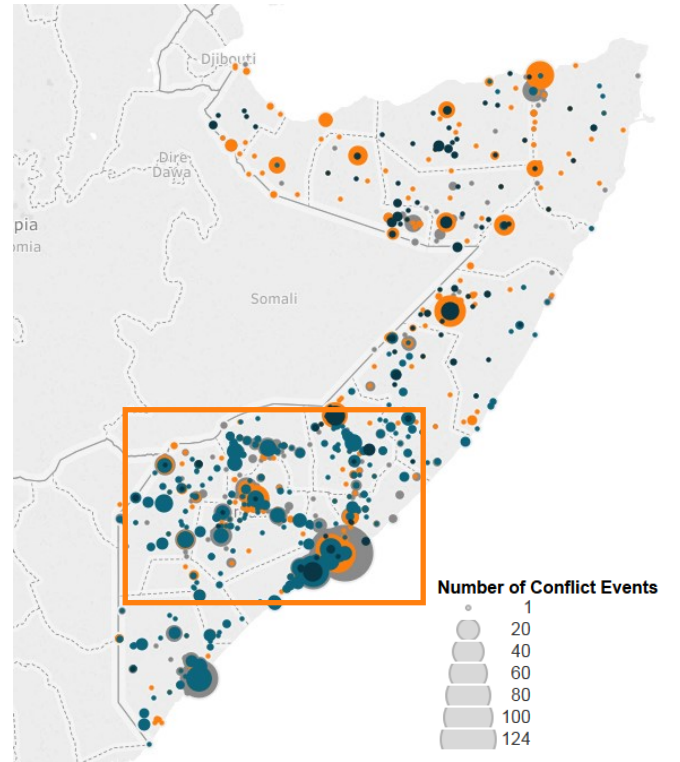 Djibouti
Dire
Dawa
pia
omia
Somali
Number of Conflict Events
1
20
40
60
80
100
124